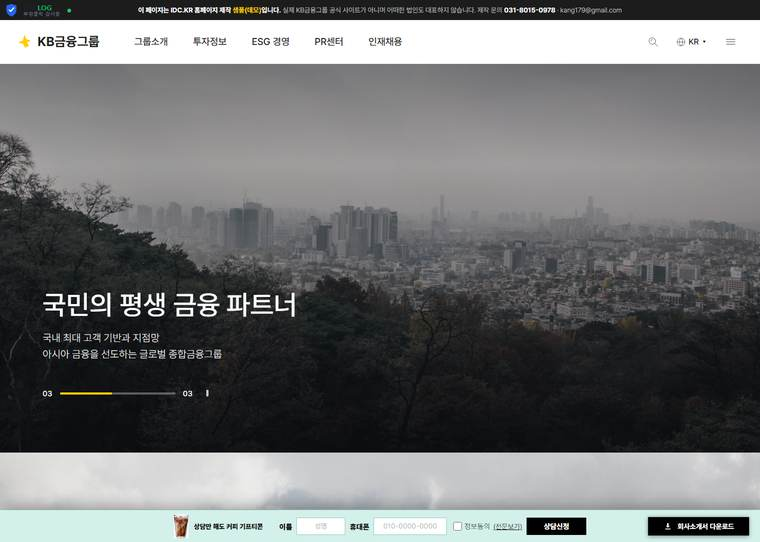 LOG
이 페이지는 IDC.KR 홈페이지 제작 샘플(데모)입니다. 실제 KB금융그룹 공식 사이트가 아니며 어떠한 법인도 대표하지 않습니다. 제작 문의 031-8015-0978 · kang179@gmail.com
KB금융그룹
그룹소개
투자정보
ESG 경영
PR센터
인재채용
KR
국민의 평생 금융 파트너
국내 최대 고객 기반과 지점망
아시아 금융을 선도하는 글로벌 종합금융그룹
03 03
상담만 해도 커피 기프티콘
이름 성명 휴대폰 010-0000-0000 정보동의 (전문보기) 상담신청
회사소개서 다운로드